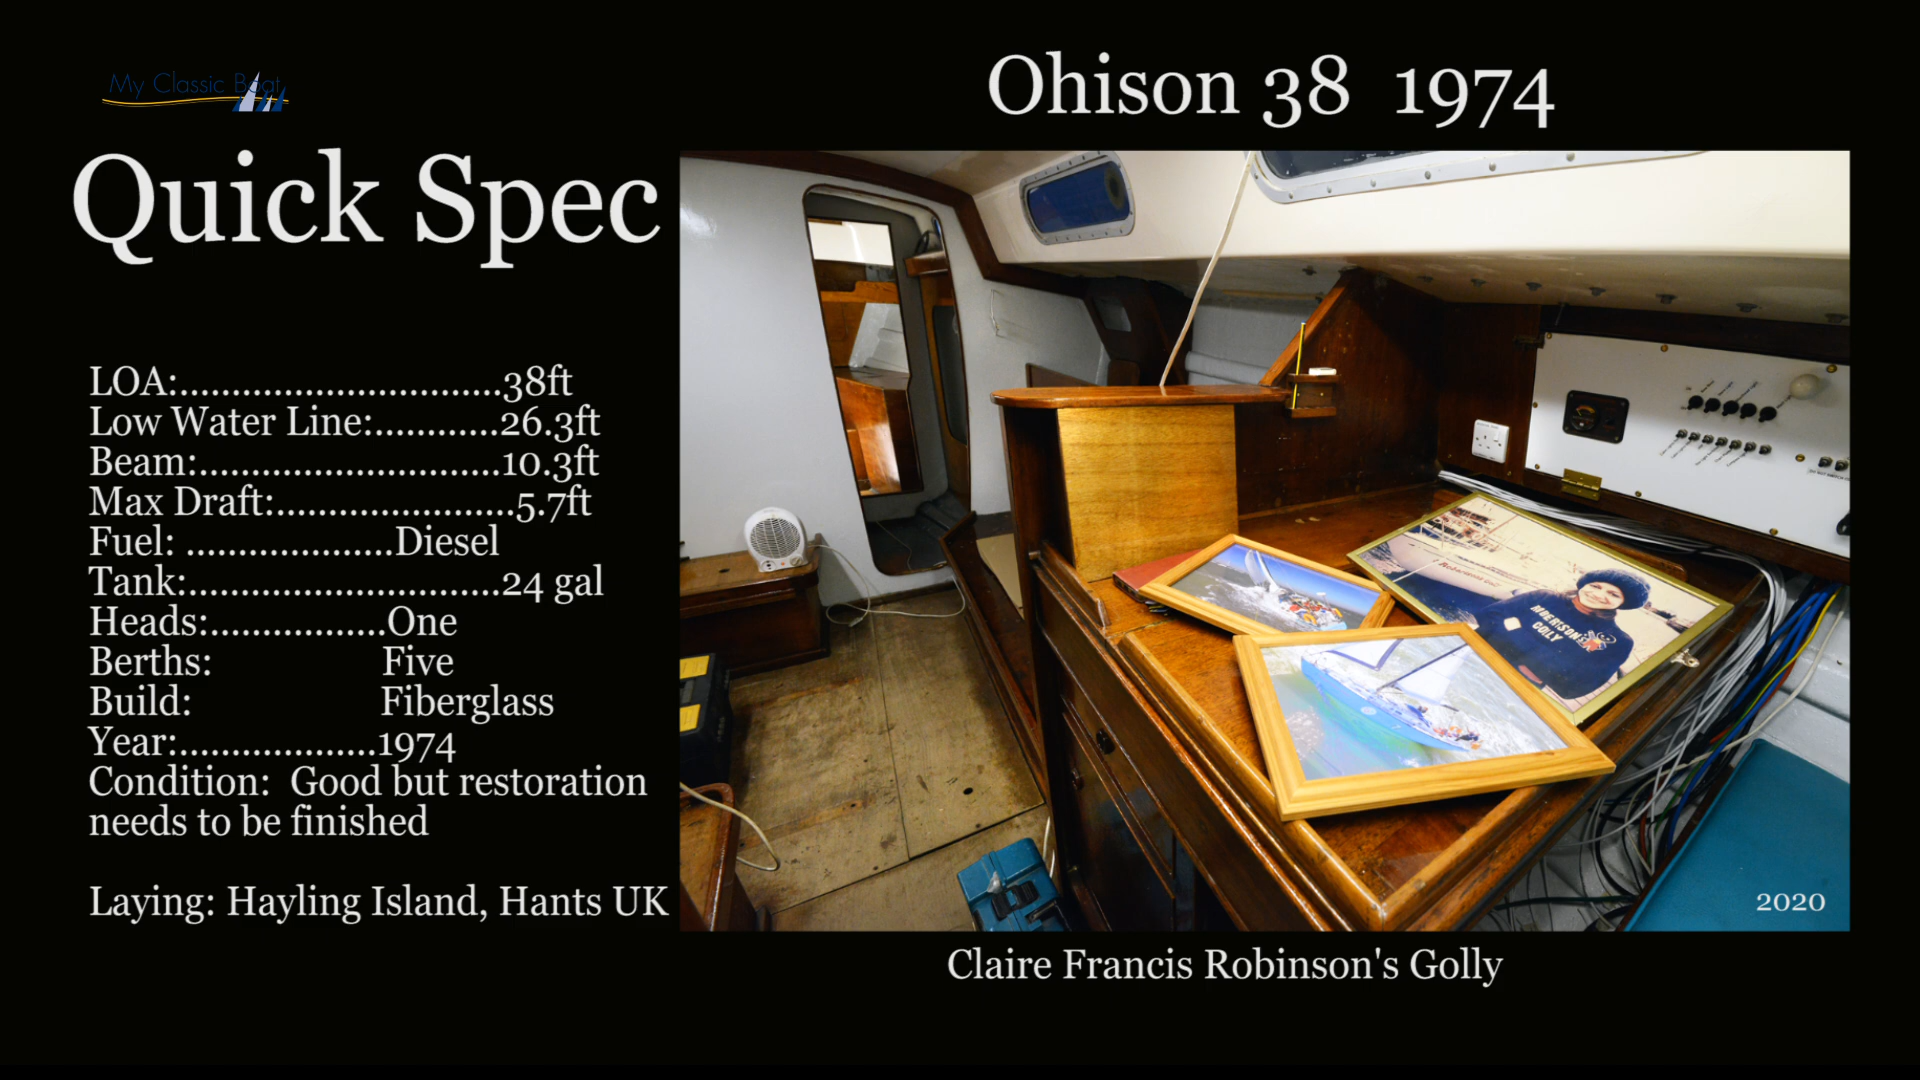 My Classic Boat
Ohison 38 1974
Quick Spec
LOA:...............................38ft
Low Water Line:............26.3ft
Beam:.............................10.3ft
Max Draft:.......................5.7ft
Fuel: ....................Diesel
Tank:..............................24 gal
Heads:.................One
Berths: Five
Build: Fiberglass
Year:...................1974
Condition: Good but restoration
needs to be finished
Laying: Hayling Island, Hants UK
ROBERTSON'S
GOLLY
2020
Claire Francis Robinson's Golly